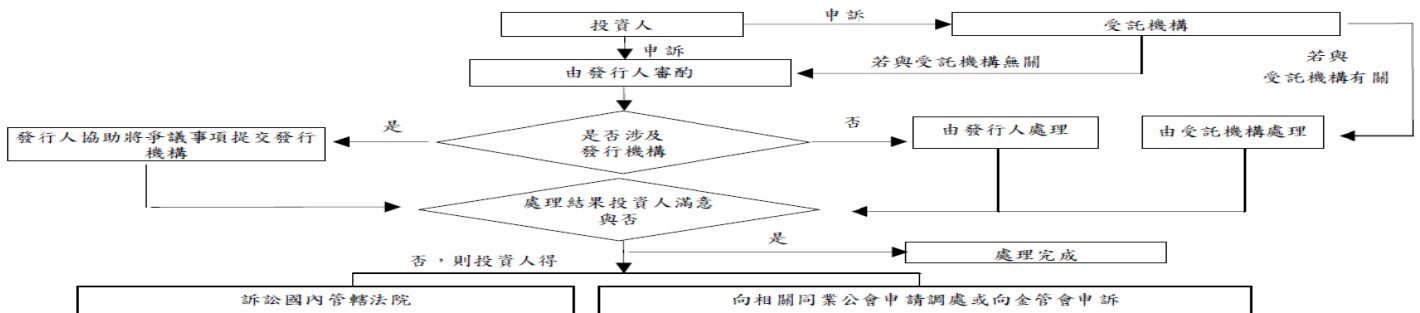 投資人
申訴
受託機構
申訴
若與受託機構無關
若與
受託機構有關
由發行人審酌
是
否
發行人協助將爭議事項提交發行
機構
是否涉及
發行機構
由發行人處理
由受託機構處理
處理結果投資人滿意
與否
是
處理完成
否，則投資人得
訴訟國內管轄法院
向相關同業公會申請調處或向金管會申訴